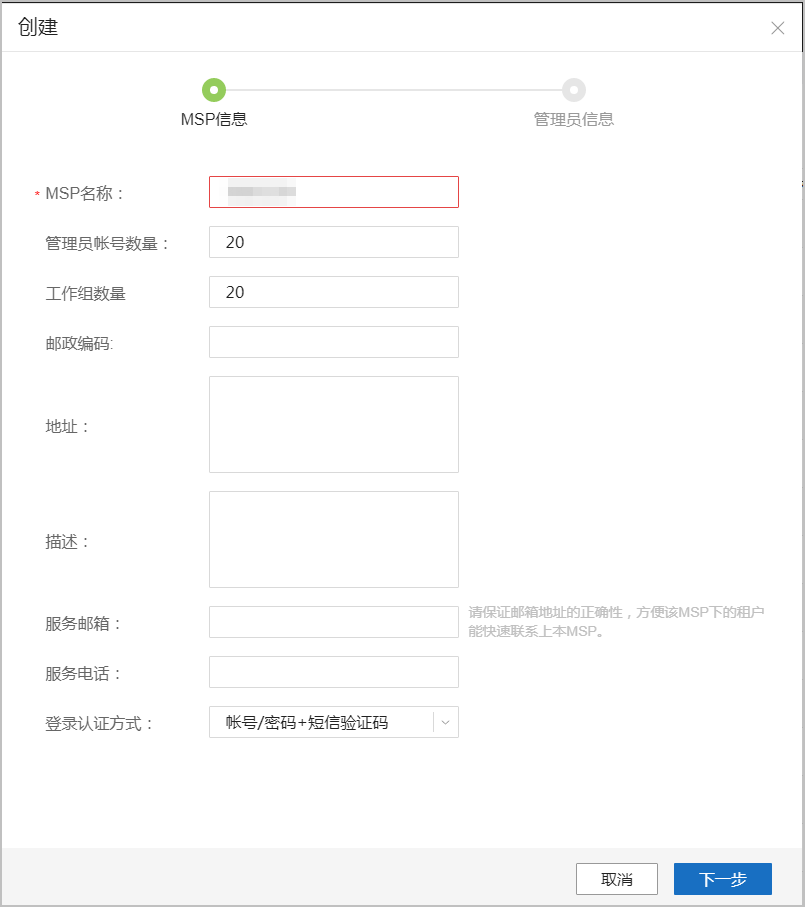 创建
MSP信息
管理员信息
* MSP名称：
管理员帐号数量： 20
工作组数量 20
邮政编码:
地址：
描述：
服务邮箱：
请保证邮箱地址的正确性，方便该MSP下的租户
能快速联系上本MSP。
服务电话：
登录认证方式： 帐号/密码+短信验证码
取消 下一步